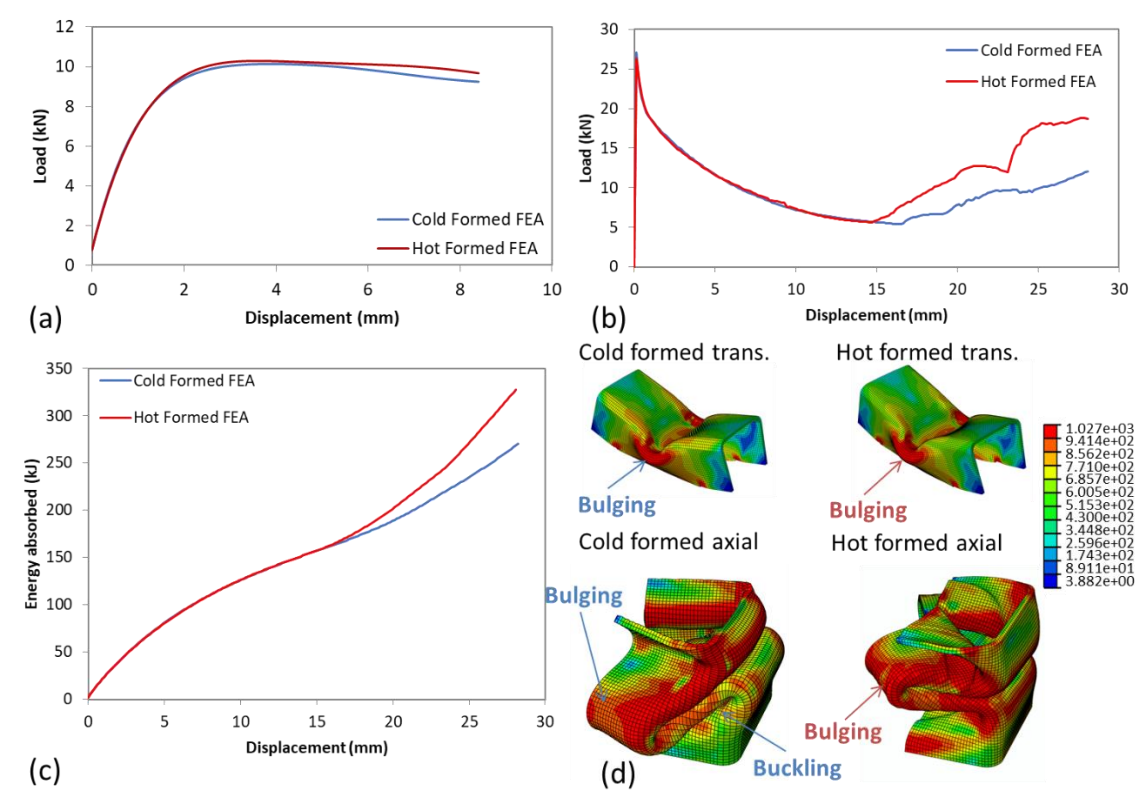 12
10
8
6
4
2
0
0 2 4 6 8 10
Load (kN)
Displacement (mm)
Cold Formed FEA
Hot Formed FEA
(a)
30
25
20
15
10
5
0
0 5 10 15 20 25 30
Load (kN)
Displacement (mm)
Cold Formed FEA
Hot Formed FEA
(b)
350
300
250
200
150
100
50
0
0 5 10 15 20 25 30
Energy absorbed (kJ)
Displacement (mm)
Cold Formed FEA
Hot Formed FEA
(c)
Cold formed trans.
Hot formed trans.
Bulging
Bulging
Cold formed axial
Hot formed axial
Bulging
Buckling
Bulging
1.027e+03
9.414e+02
8.562e+02
7.710e+02
6.857e+02
6.005e+02
5.153e+02
4.300e+02
3.448e+02
2.596e+02
1.743e+02
8.911e+01
3.882e+00
(d)